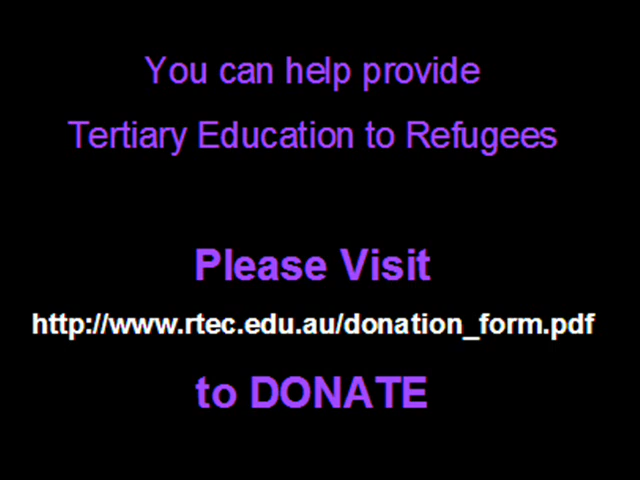 You can help provide
Tertiary Education to Refugees
Please Visit
http://www.rtec.edu.au/donation_form.pdf
to DONATE